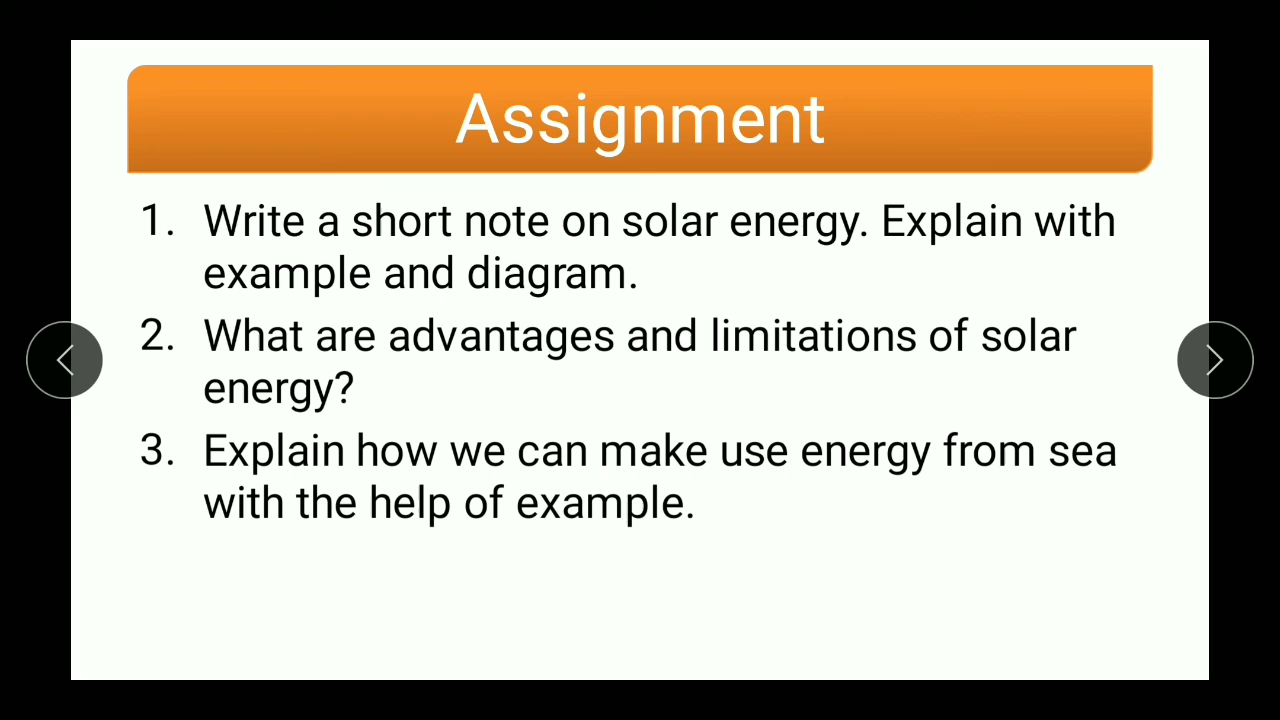 Assignment
1. Write a short note on solar energy. Explain with
example and diagram.
2. What are advantages and limitations of solar
energy?
3. Explain how we can make use energy from sea
with the help of example.